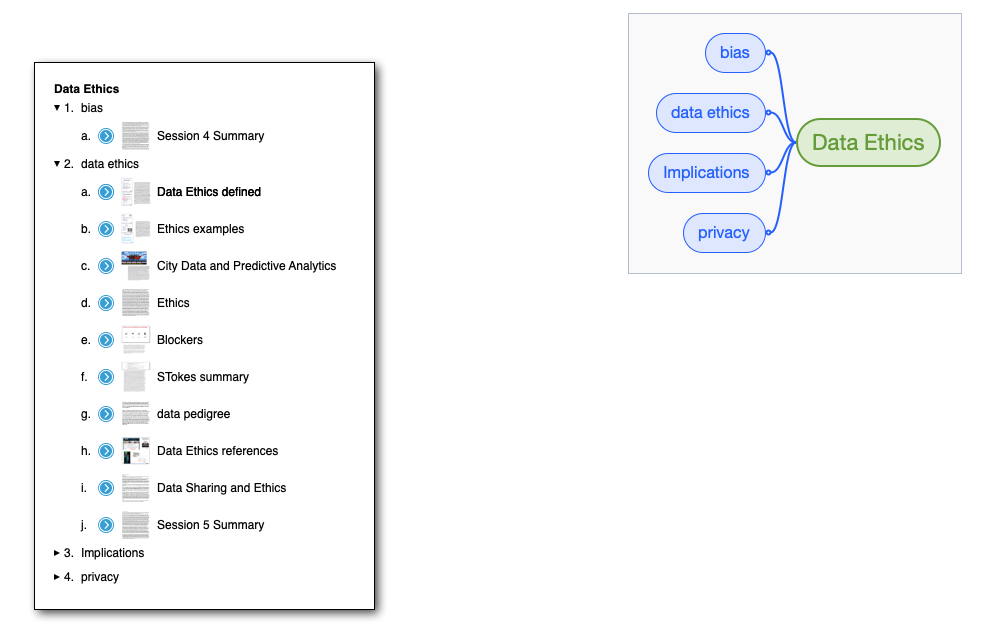 Data Ethics
1. bias
a. Session 4 Summary
2. data ethics
a. Data Ethics defined
b. Ethics examples
c. City Data and Predictive Analytics
d. Ethics
e. Blockers
f. STokes summary
g. data pedigree
h. Data Ethics references
i. Data Sharing and Ethics
j. Session 5 Summary
3. Implications
4. privacy
bias
data ethics
Implications
privacy
Data Ethics